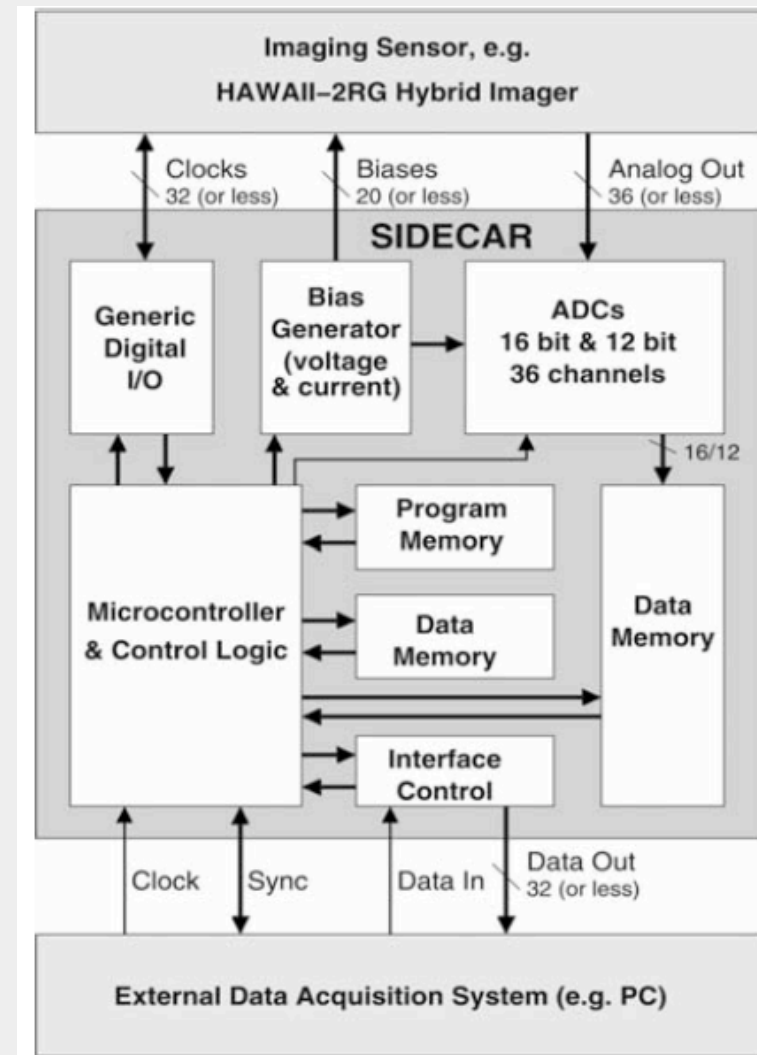 Imaging Sensor, e.g.
HAWAII–2RG Hybrid Imager
Clocks
32 (or less)
Biases
20 (or less)
Analog Out
36 (or less)
SIDECAR
Generic
Digital
I/O
Bias
Generator
(voltage
& current)
ADCs
16 bit & 12 bit
36 channels
16/12
Program
Memory
Microcontroller
& Control Logic
Data
Memory
Data
Memory
Interface
Control
Clock
Sync
Data In
Data Out
32 (or less)
External Data Acquisition System (e.g. PC)